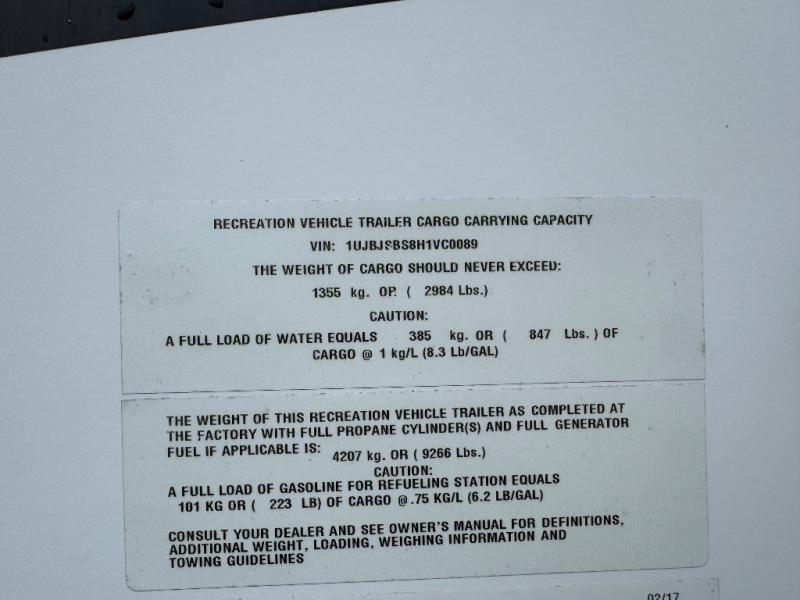 RECREATION VEHICLE TRAILER CARGO CARRYING CAPACITY
VIN: 1UJBJSBS8H1VC0089
THE WEIGHT OF CARGO SHOULD NEVER EXCEED:
1355 kg. OR ( 2984 Lbs.)
CAUTION:
A FULL LOAD OF WATER EQUALS 385 kg. OR ( 847 Lbs. ) OF
CARGO @ 1 kg/L (8.3 Lb/GAL)
THE WEIGHT OF THIS RECREATION VEHICLE TRAILER AS COMPLETED AT
THE FACTORY WITH FULL PROPANE CYLINDER(S) AND FULL GENERATOR
FUEL IF APPLICABLE IS: 4207 kg. OR ( 9266 Lbs.)
CAUTION:
A FULL LOAD OF GASOLINE FOR REFUELING STATION EQUALS
101 KG OR ( 223 LB) OF CARGO @ .75 KG/L (6.2 LB/GAL)
CONSULT YOUR DEALER AND SEE OWNER'S MANUAL FOR DEFINITIONS,
ADDITIONAL WEIGHT, LOADING, WEIGHING INFORMATION AND
TOWING GUIDELINES
02/17